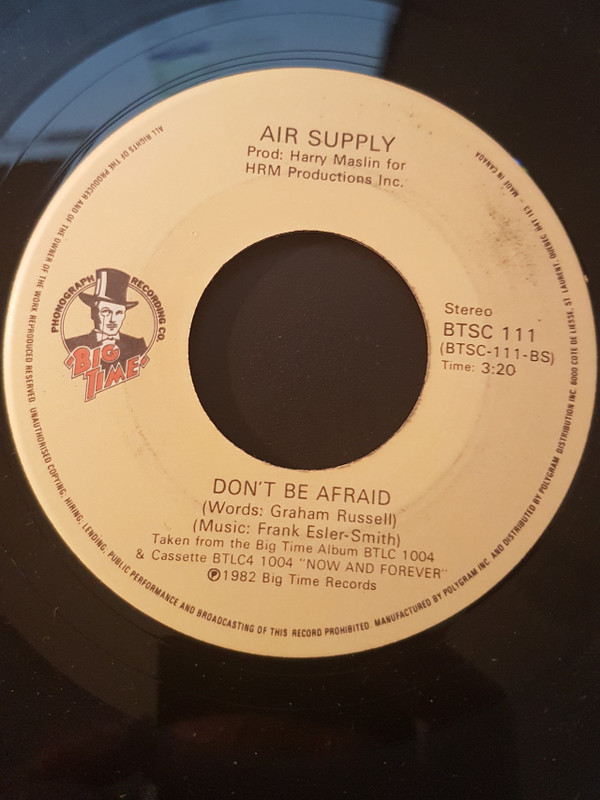 AIR SUPPLY
Prod: Harry Maslin for
HRM Productions Inc.
PHONOGRAPH RECORDING CO.
"BIG
TIME"
Stereo
BTSC 111
(BTSC-111-BS)
Time: 3:20
DON'T BE AFRAID
(Words: Graham Russell)
(Music: Frank Esler-Smith)
Taken from the Big Time Album BTLC 1004
& Cassette BTLC4 1004 "NOW AND FOREVER"
℗1982 Big Time Records
ALL RIGHTS OF THE PRODUCER AND OF THE OWNER OF THE WORK REPRODUCED RESERVED. UNAUTHORISED COPYING, HIRING, LENDING, PUBLIC PERFORMANCE AND BROADCASTING OF THIS RECORD PROHIBITED. MANUFACTURED BY POLYGRAM INC. AND DISTRIBUTED BY POLYGRAM DISTRIBUTION INC. 6000 COTE DE LIESSE, ST. LAURENT, QUEBEC H4T 1E3 – MADE IN CANADA